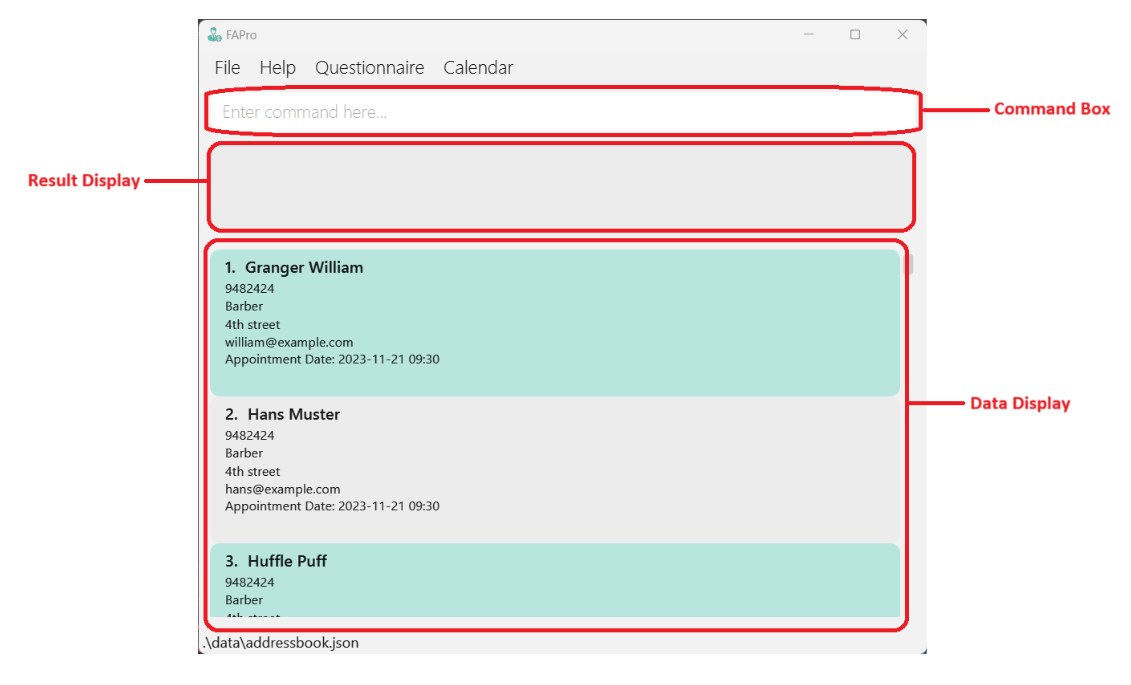 FAPro
File Help Questionnaire Calendar
Enter command here...
Command Box
Result Display
1. Granger William
9482424
Barber
4th street
william@example.com
Appointment Date: 2023-11-21 09:30
Data Display
2. Hans Muster
9482424
Barber
4th street
hans@example.com
Appointment Date: 2023-11-21 09:30
3. Huffle Puff
9482424
Barber
4th street
.\data\addressbook.json